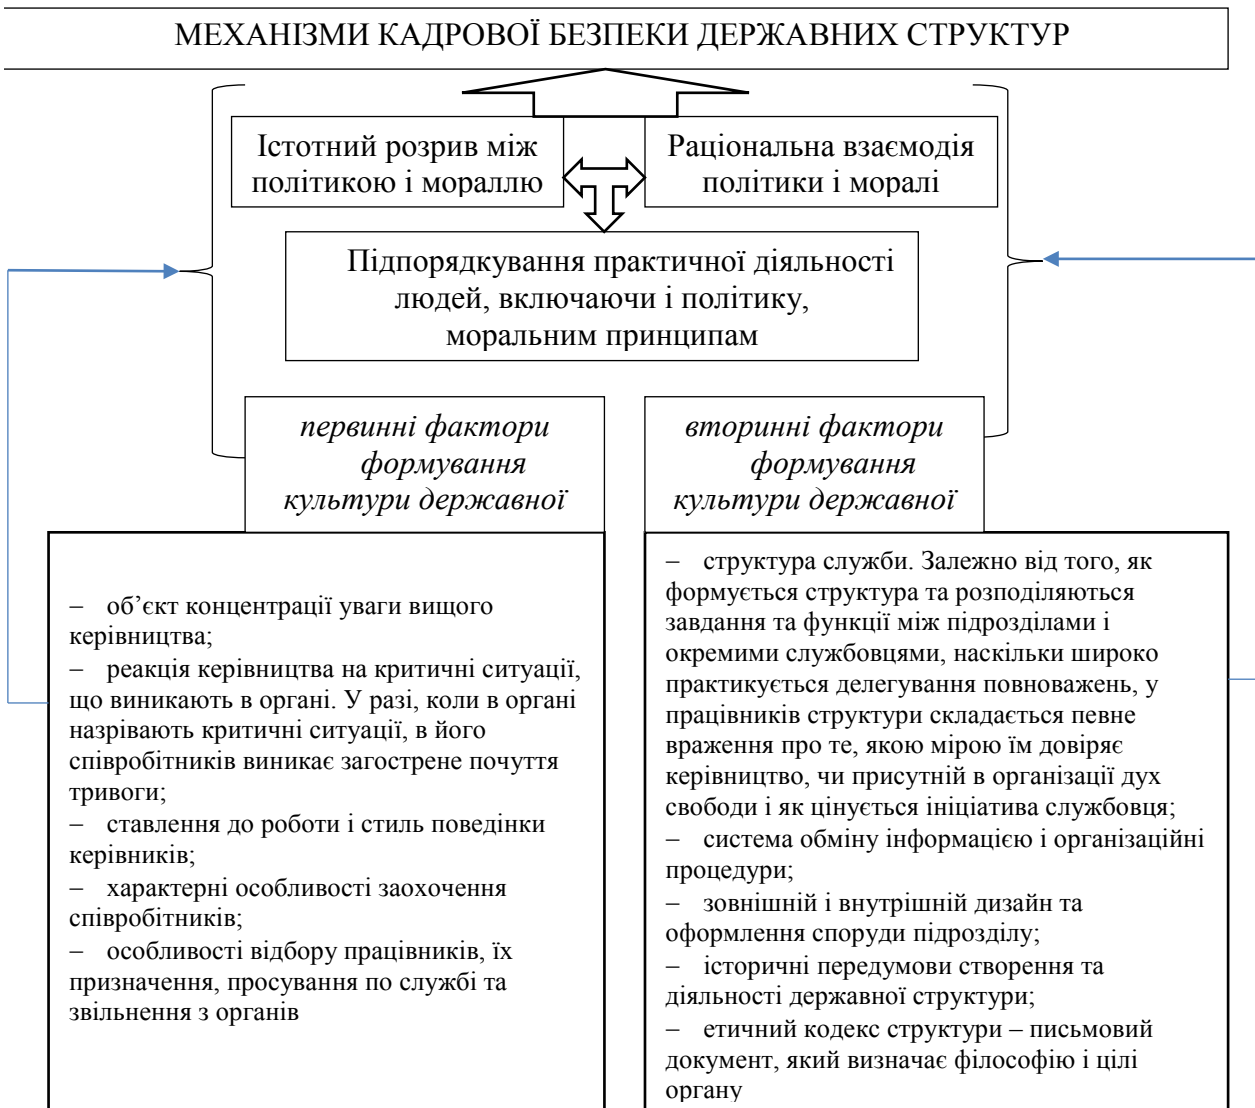 МЕХАНІЗМИ КАДРОВОЇ БЕЗПЕКИ ДЕРЖАВНИХ СТРУКТУР
Істотний розрив між
політикою і мораллю
Раціональна взаємодія
політики і моралі
Підпорядкування практичної діяльності
людей, включаючи і політику,
моральним принципам
первинні фактори
формування
культури державної
вторинні фактори
формування
культури державної
– об’єкт концентрації уваги вищого
керівництва;
– реакція керівництва на критичні ситуації,
що виникають в органі. У разі, коли в органі
назрівають критичні ситуації, в його
співробітників виникає загострене почуття
тривоги;
– ставлення до роботи і стиль поведінки
керівників;
– характерні особливості заохочення
співробітників;
– особливості відбору працівників, їх
призначення, просування по службі та
звільнення з органів
– структура служби. Залежно від того, як
формується структура та розподіляються
завдання та функції між підрозділами і
окремими службовцями, наскільки широко
практикується делегування повноважень, у
працівників структури складається певне
враження про те, якою мірою їм довіряє
керівництво, чи присутній в організації дух
свободи і як цінується ініціатива службовця;
– система обміну інформацією і організаційні
процедури;
– зовнішній і внутрішній дизайн та
оформлення споруди підрозділу;
– історичні передумови створення та
діяльності державної структури;
– етичний кодекс структури – письмовий
документ, який визначає філософію і цілі
органу